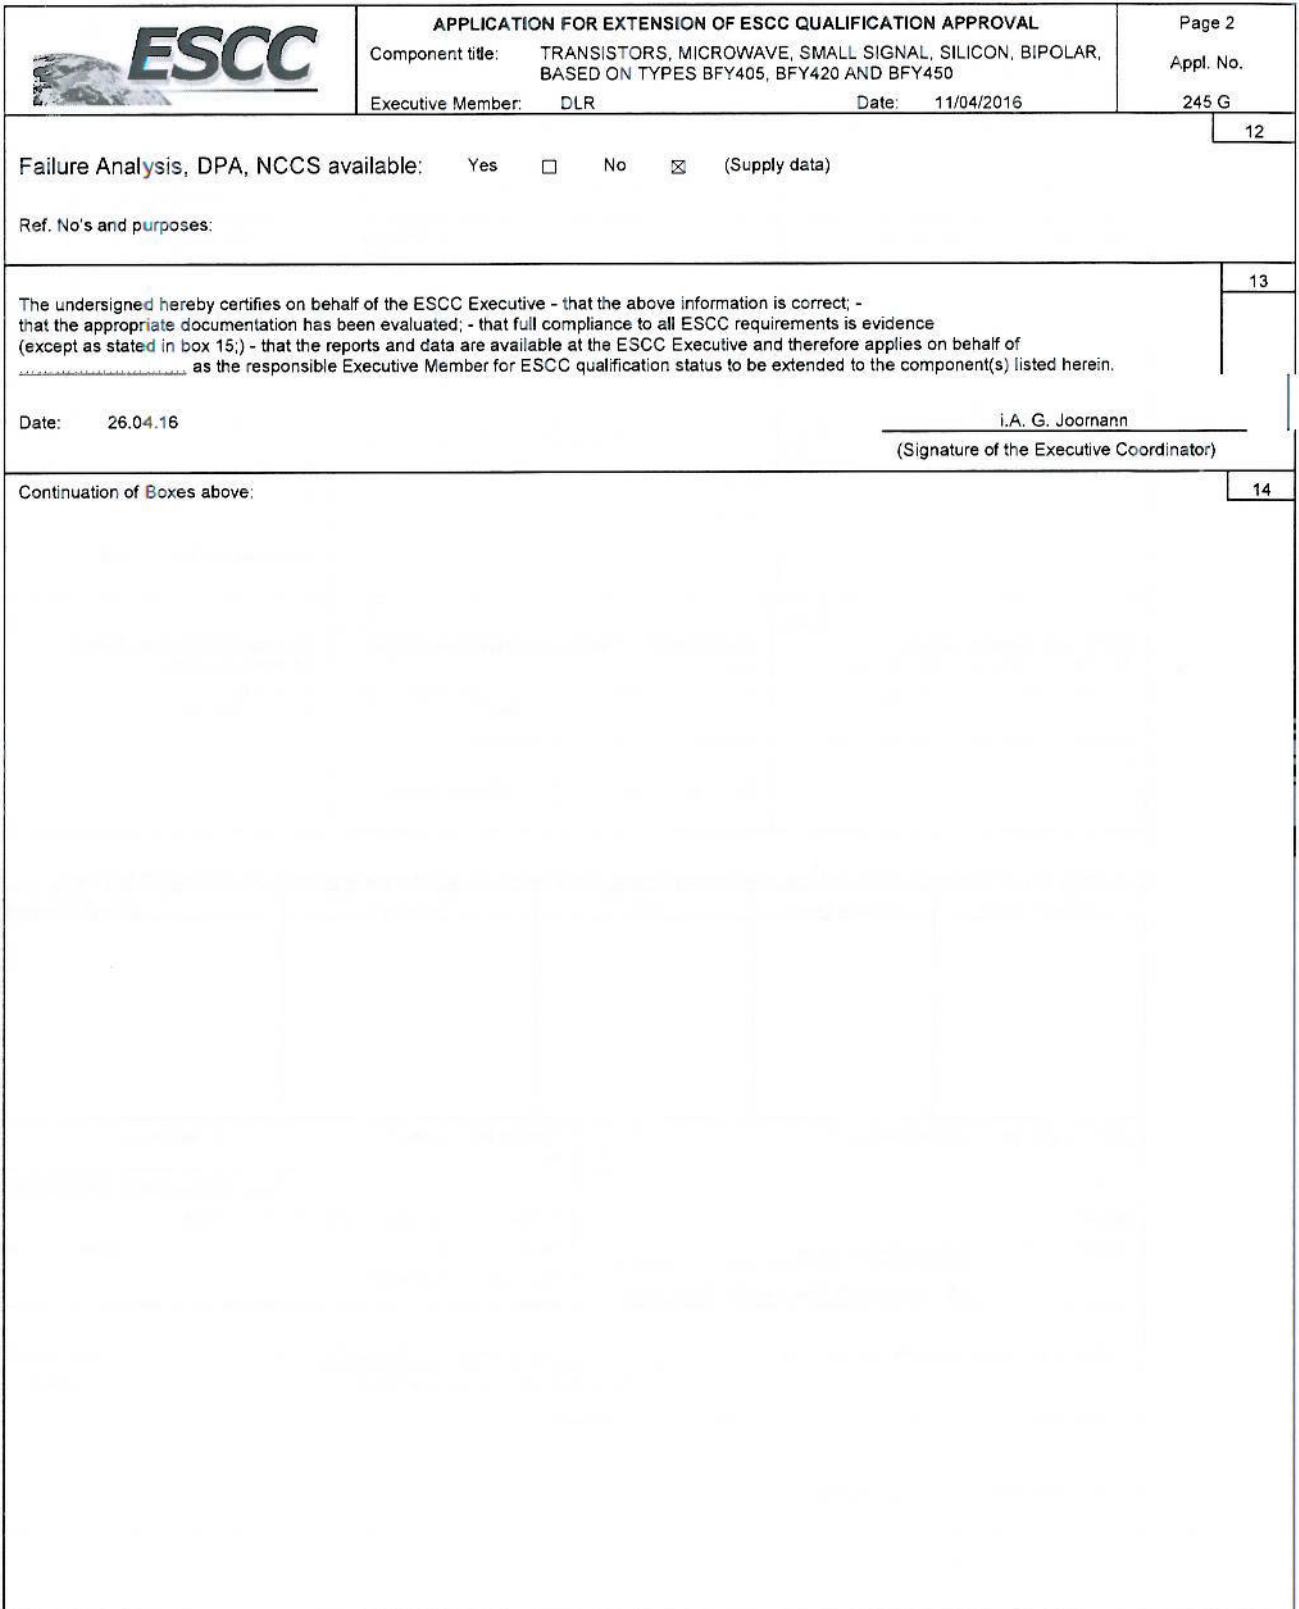 ESCC
APPLICATION FOR EXTENSION OF ESCC QUALIFICATION APPROVAL
Page 2
Component title: TRANSISTORS, MICROWAVE, SMALL SIGNAL, SILICON, BIPOLAR,
BASED ON TYPES BFY405, BFY420 AND BFY450
Appl. No.
Executive Member: DLR Date: 11/04/2016
245 G
12
Failure Analysis, DPA, NCCS available: Yes ☐ No ☒ (Supply data)
Ref. No's and purposes:
13
The undersigned hereby certifies on behalf of the ESCC Executive - that the above information is correct; -
that the appropriate documentation has been evaluated; - that full compliance to all ESCC requirements is evidence
(except as stated in box 15;) - that the reports and data are available at the ESCC Executive and therefore applies on behalf of
................................ as the responsible Executive Member for ESCC qualification status to be extended to the component(s) listed herein.
Date: 26.04.16
i.A. G. Joornann
(Signature of the Executive Coordinator)
Continuation of Boxes above:
14